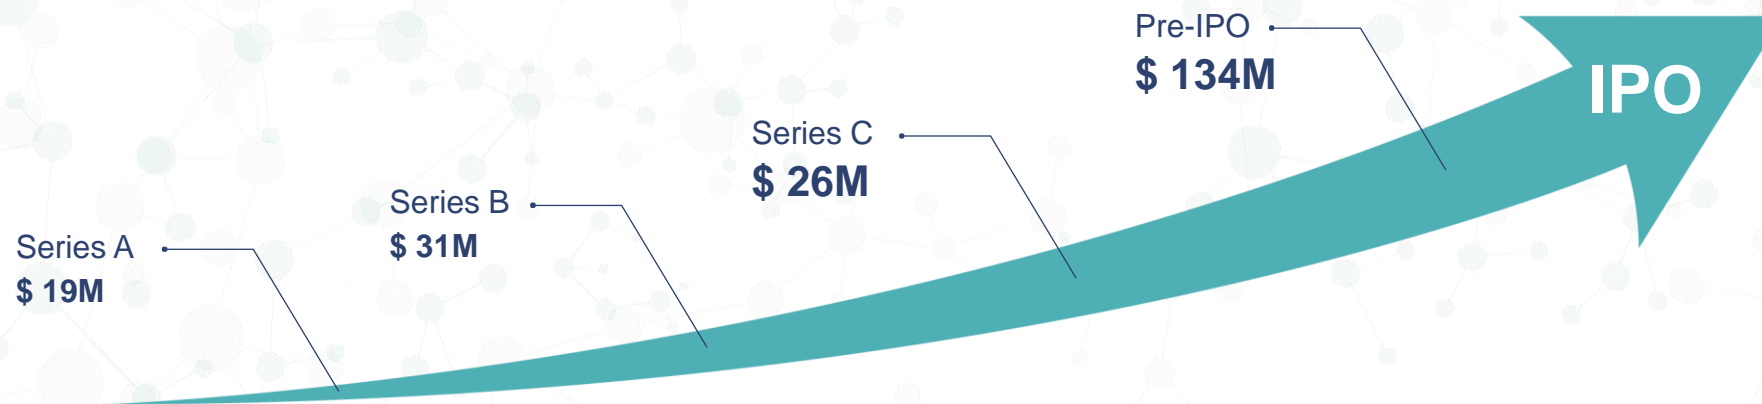 Series A
$ 19M
Series B
$ 31M
Series C
$ 26M
Pre-IPO
$ 134M
IPO